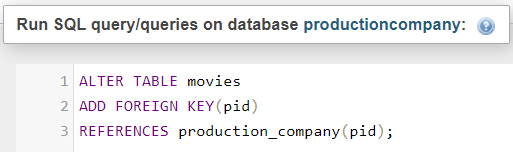 Run SQL query/queries on database productioncompany:
1 ALTER TABLE movies
2 ADD FOREIGN KEY(pid)
3 REFERENCES production_company(pid);